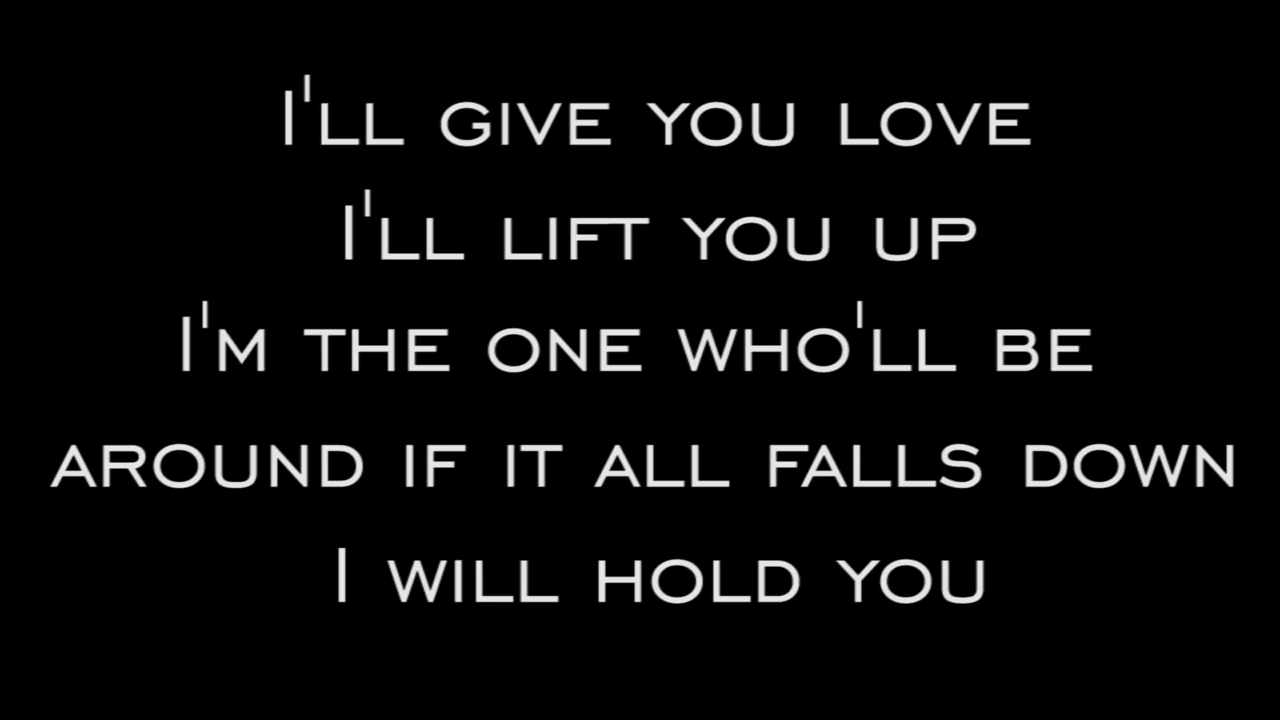 I'LL GIVE YOU LOVE
I'LL LIFT YOU UP
I'M THE ONE WHO'LL BE
AROUND IF IT ALL FALLS DOWN
I WILL HOLD YOU